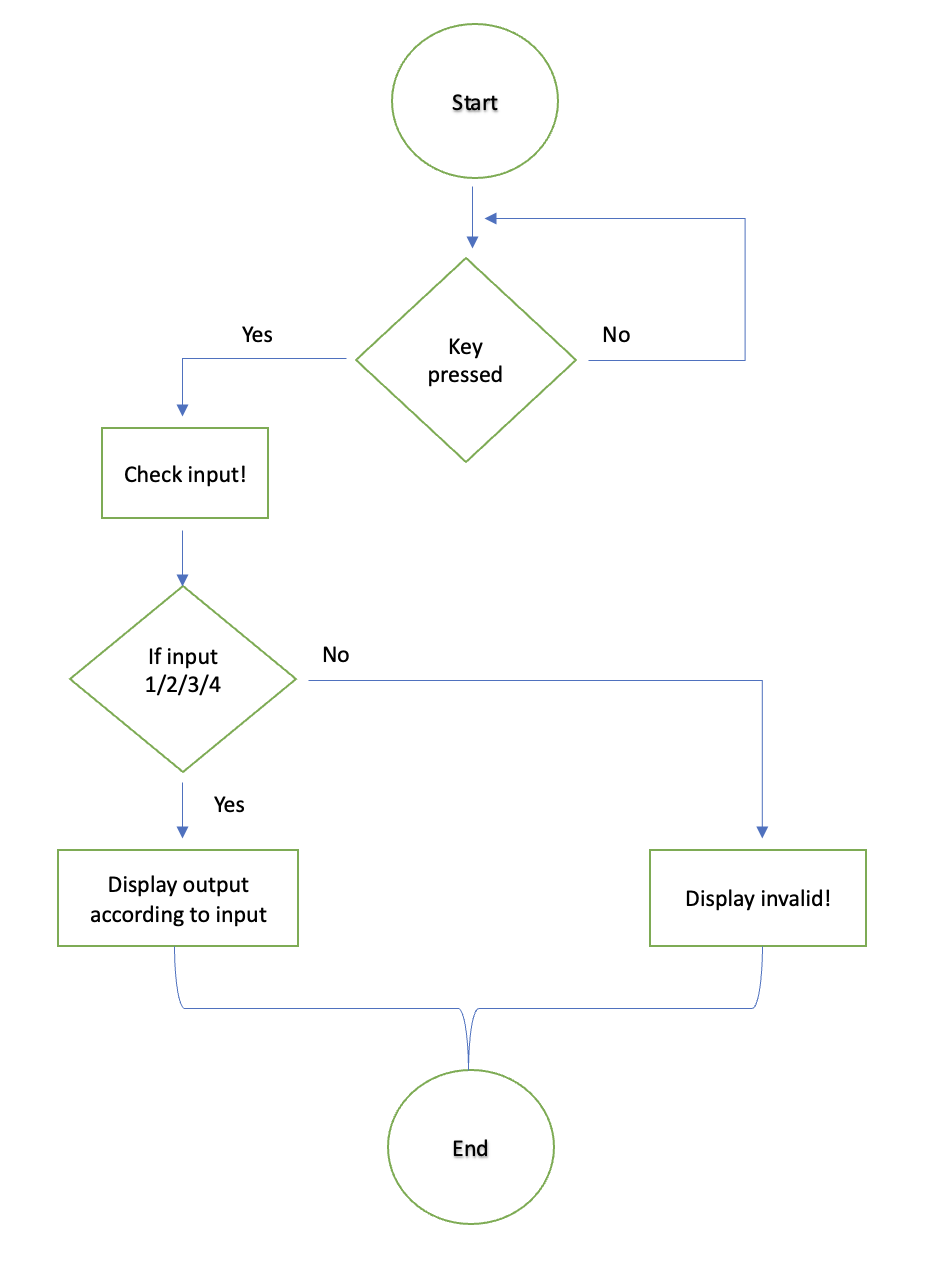 Start
Yes
No
Key
pressed
Check input!
If input
1/2/3/4
No
Yes
Display output
according to input
Display invalid!
End